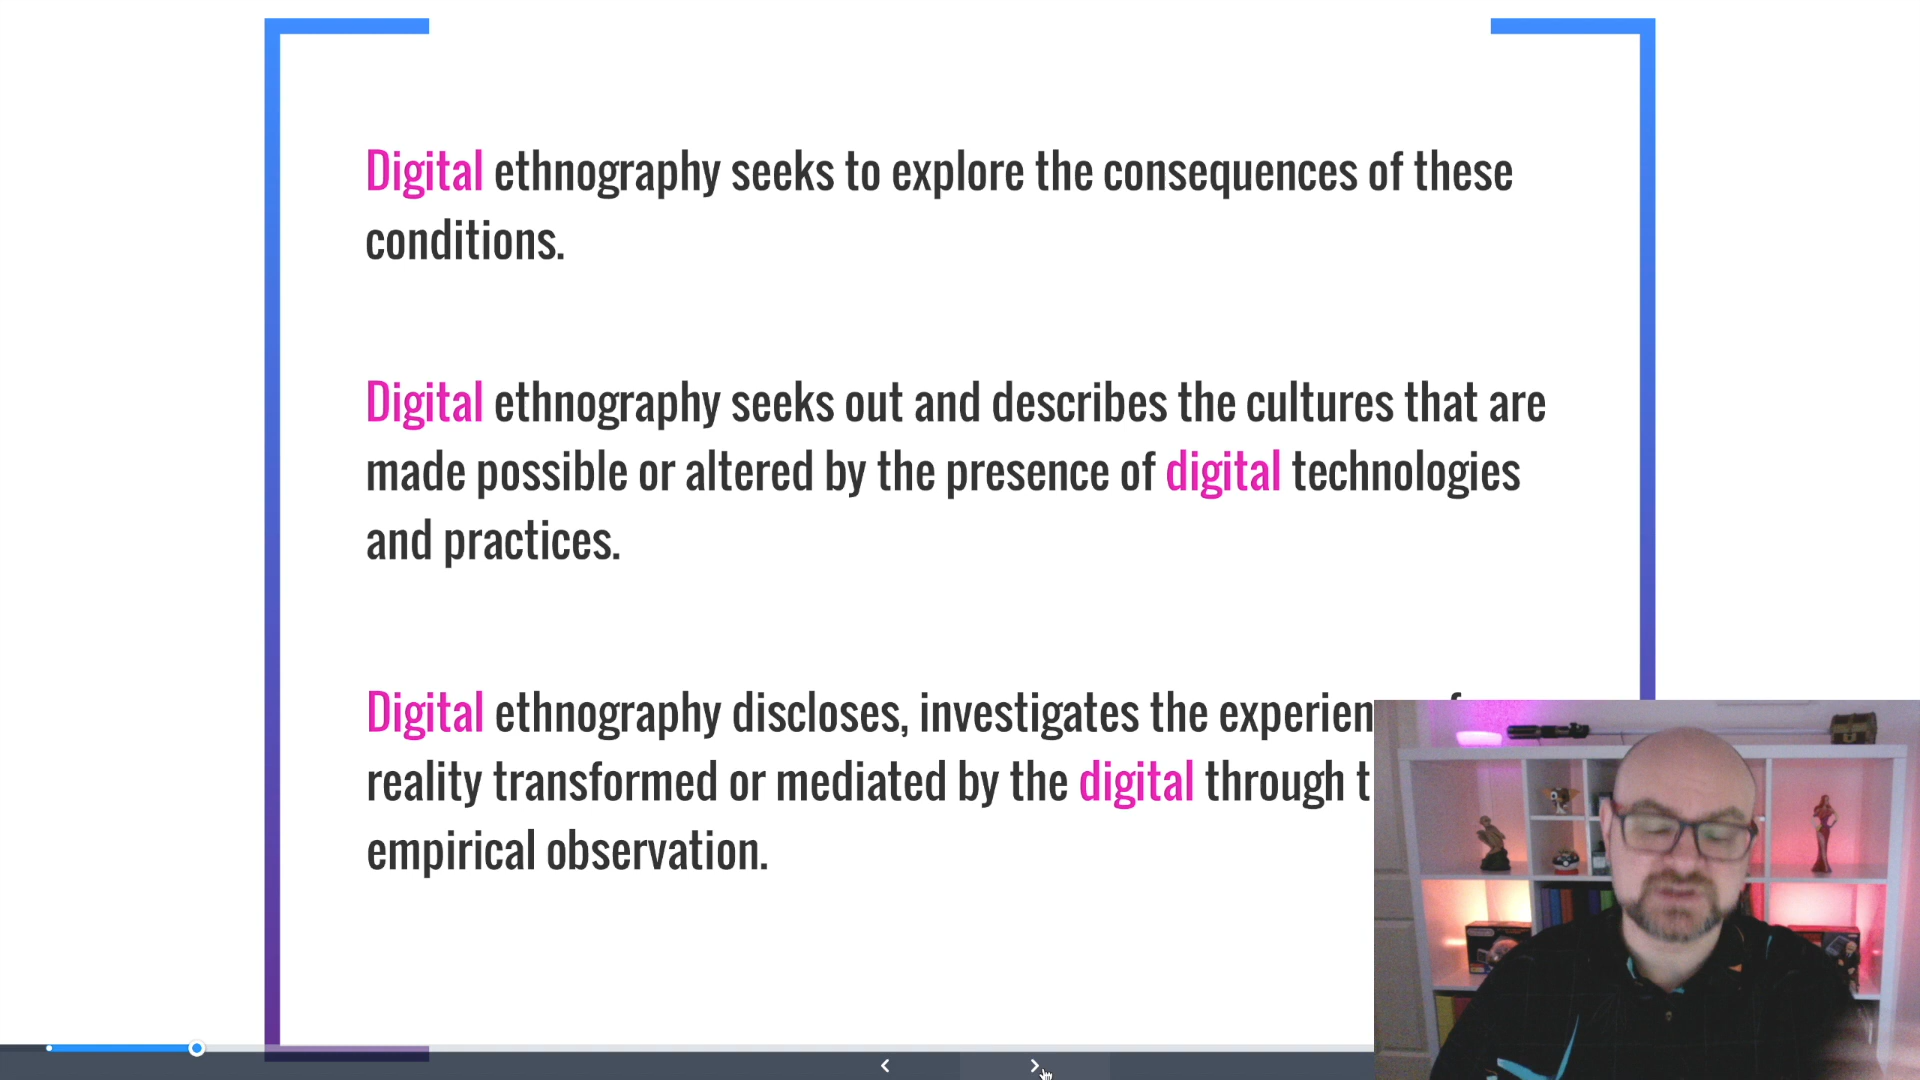 Digital ethnography seeks to explore the consequences of these
conditions.
Digital ethnography seeks out and describes the cultures that are
made possible or altered by the presence of digital technologies
and practices.
Digital ethnography discloses, investigates the
reality transformed or mediated by the digital through
empirical observation.